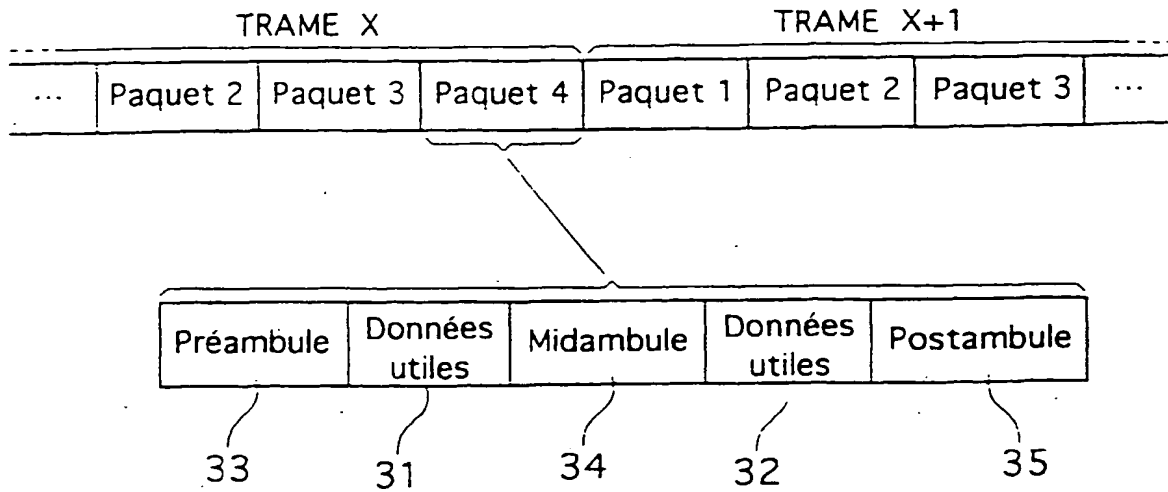 TRAME X TRAME X+1
... Paquet 2 Paquet 3 Paquet 4 Paquet 1 Paquet 2 Paquet 3 ...
Préambule Données utiles Midambule Données utiles Postambule
33 31 34 32 35